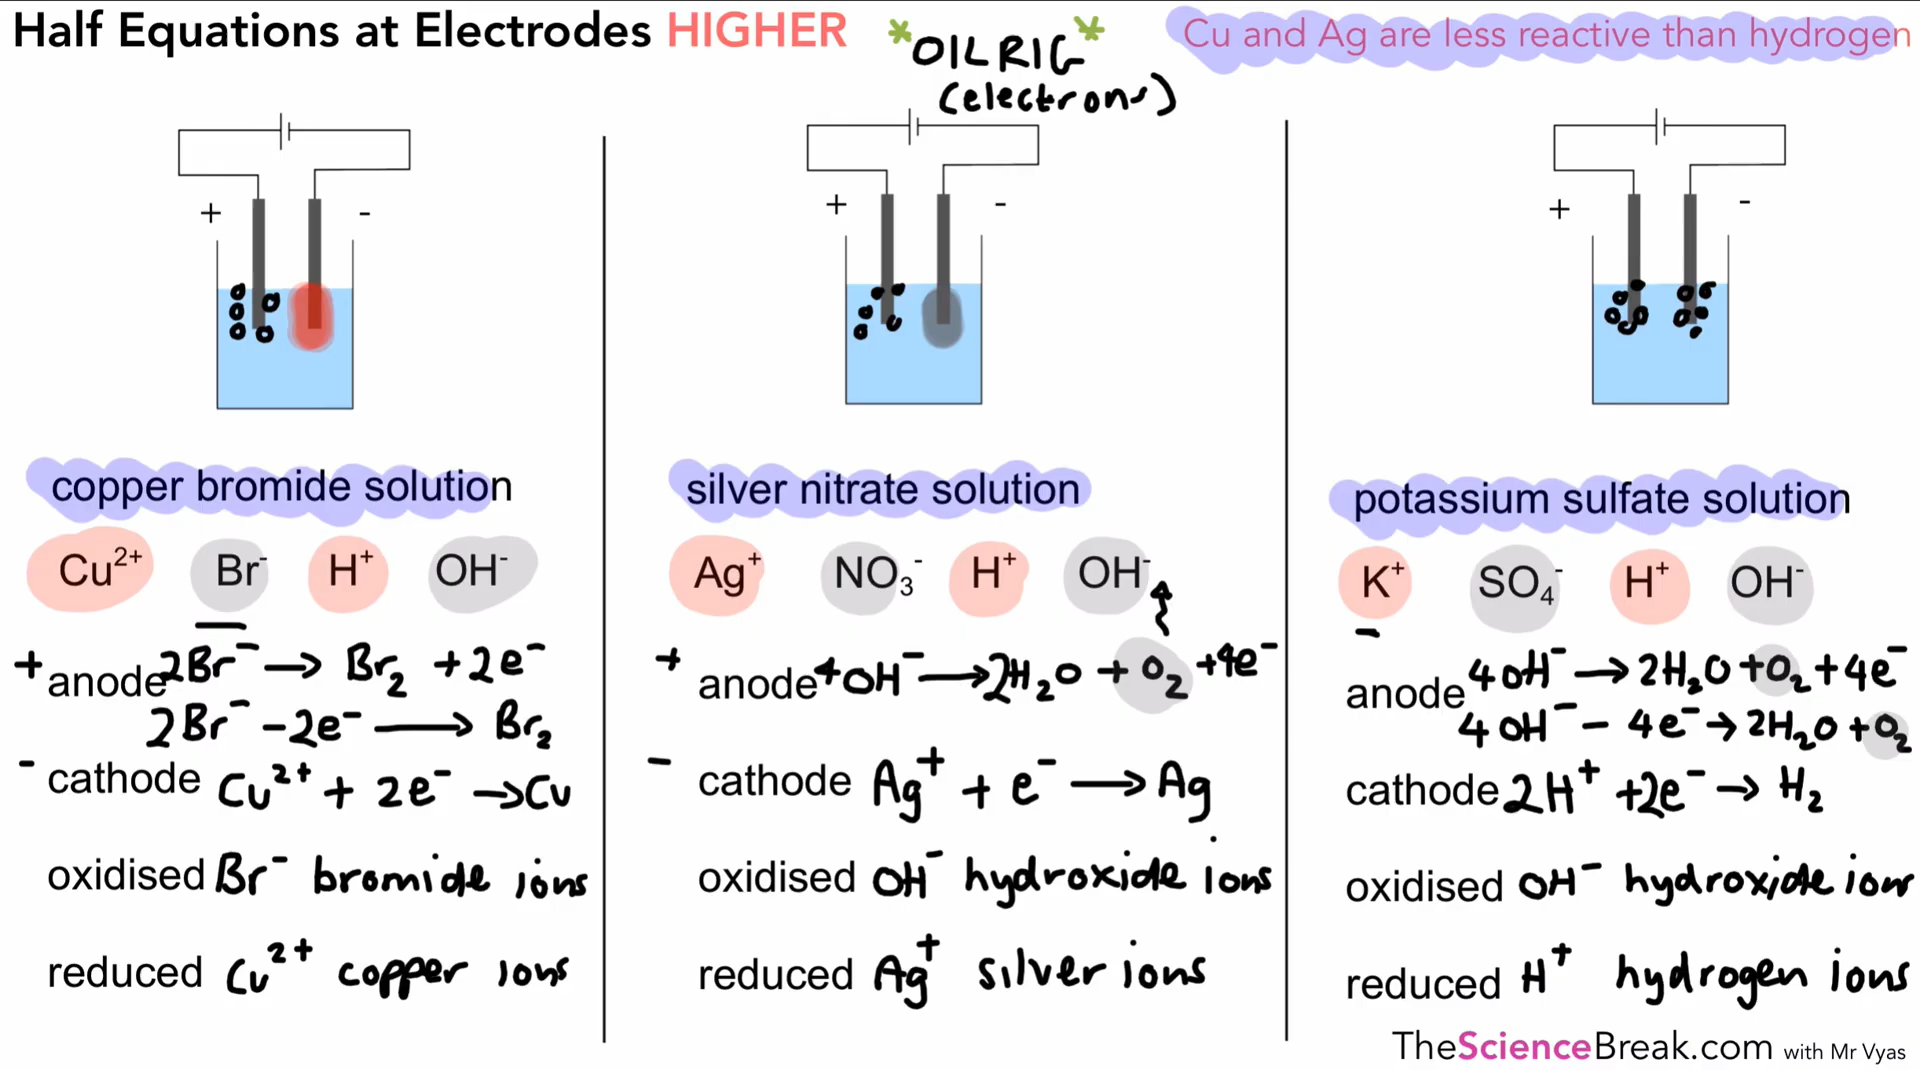 Half Equations at Electrodes HIGHER
*OILRIG*
(electrons)
Cu and Ag are less reactive than hydrogen
+ -
copper bromide solution
Cu²⁺ Br⁻ H⁺ OH⁻
+ anode 2Br⁻ → Br₂ + 2e⁻
2Br⁻ - 2e⁻ → Br₂
- cathode Cu²⁺ + 2e⁻ → Cu
oxidised Br⁻ bromide ions
reduced Cu²⁺ copper ions
+ -
silver nitrate solution
Ag⁺ NO₃⁻ H⁺ OH⁻
+ anode 4OH⁻ → 2H₂O + O₂ + 4e⁻
- cathode Ag⁺ + e⁻ → Ag
oxidised OH⁻ hydroxide ions
reduced Ag⁺ silver ions
+ -
potassium sulfate solution
K⁺ SO₄⁻ H⁺ OH⁻
anode 4OH⁻ → 2H₂O + O₂ + 4e⁻
4OH⁻ - 4e⁻ → 2H₂O + O₂
cathode 2H⁺ + 2e⁻ → H₂
oxidised OH⁻ hydroxide ions
reduced H⁺ hydrogen ions
TheScienceBreak.com with Mr Vyas